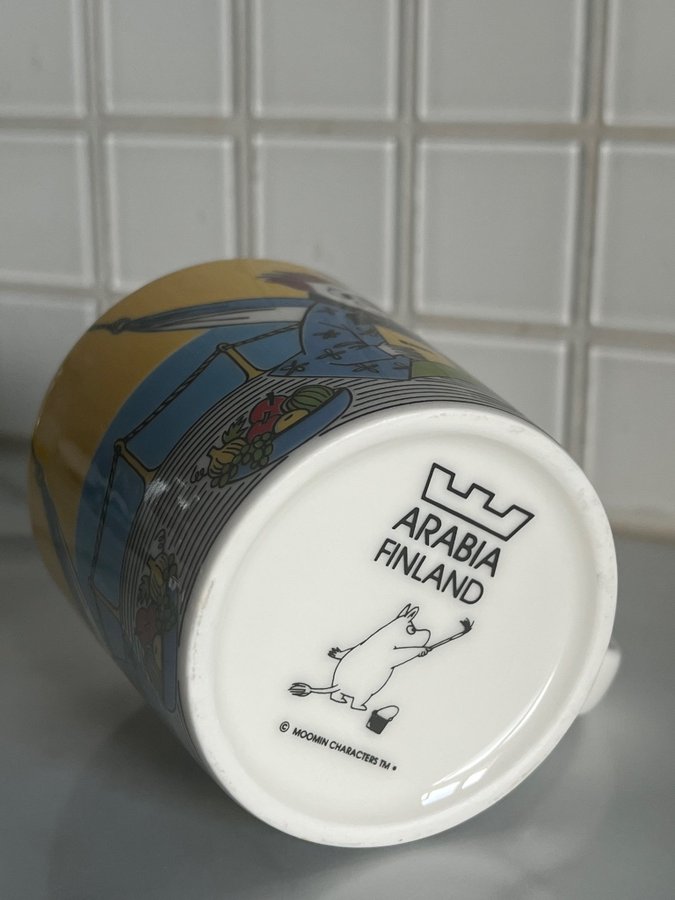 ARABIA
FINLAND
© MOOMIN CHARACTERS TM •